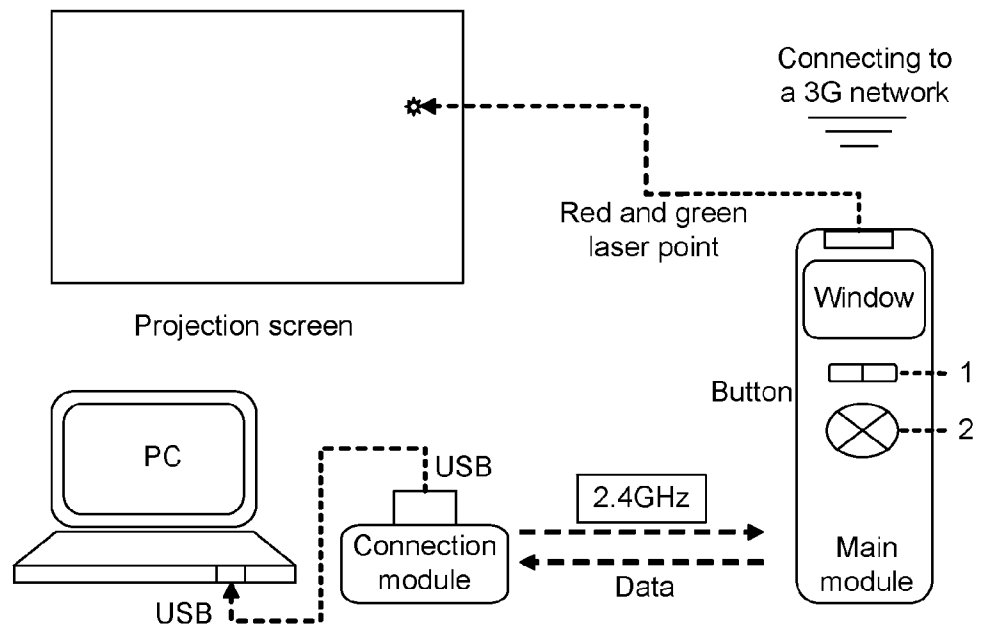 Connecting to
a 3G network
Red and green
laser point
Window
Projection screen
Button
1
2
PC
USB
2.4GHz
Connection
module
Data
Main
module
USB